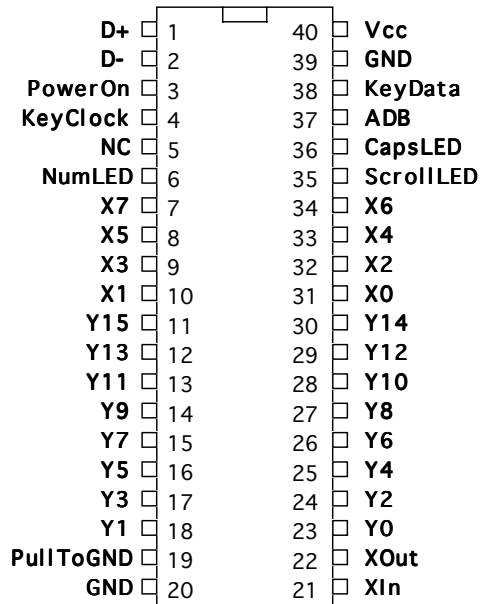 D+ 1 40 Vcc
D- 2 39 GND
PowerOn 3 38 KeyData
KeyClock 4 37 ADB
NC 5 36 CapsLED
NumLED 6 35 ScrollLED
X7 7 34 X6
X5 8 33 X4
X3 9 32 X2
X1 10 31 X0
Y15 11 30 Y14
Y13 12 29 Y12
Y11 13 28 Y10
Y9 14 27 Y8
Y7 15 26 Y6
Y5 16 25 Y4
Y3 17 24 Y2
Y1 18 23 Y0
PullToGND 19 22 XOut
GND 20 21 XIn